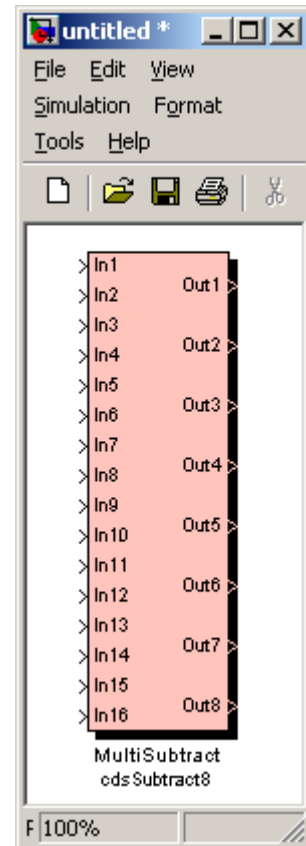 untitled *
File Edit View
Simulation Format
Tools Help
In1
In2
In3
In4
In5
In6
In7
In8
In9
In10
In11
In12
In13
In14
In15
In16
Out1
Out2
Out3
Out4
Out5
Out6
Out7
Out8
MultiSubtract
cdsSubtract8
F 100%